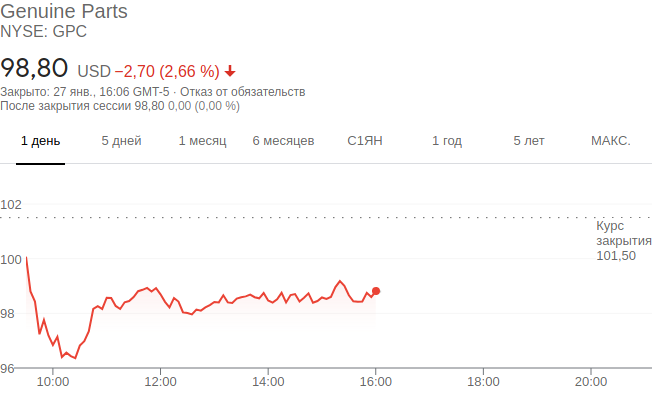 Genuine Parts
NYSE: GPC
98,80 USD −2,70 (2,66 %)
Закрыто: 27 янв., 16:06 GMT-5 · Отказ от обязательств
После закрытия сессии 98,80 0,00 (0,00 %)
1 день 5 дней 1 месяц 6 месяцев С1ЯН 1 год 5 лет МАКС.
102
Курс
закрытия
101,50
100
98
96
10:00 12:00 14:00 16:00 18:00 20:00